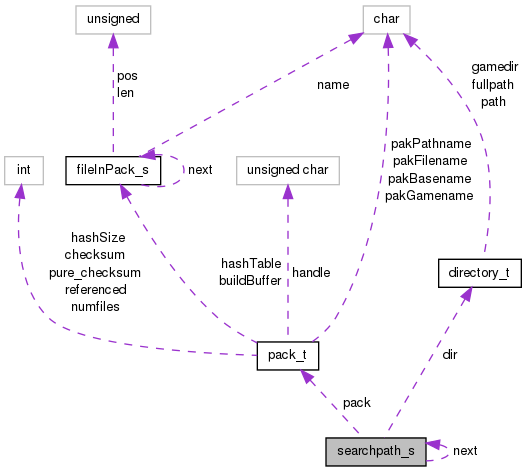 unsigned
char
pos
len
name
gamedir
fullpath
path
pakPathname
pakFilename
pakBasename
pakGamename
int
fileInPack_s
next
unsigned char
hashSize
checksum
pure_checksum
referenced
numfiles
hashTable
buildBuffer
handle
directory_t
pack_t
dir
pack
searchpath_s
next